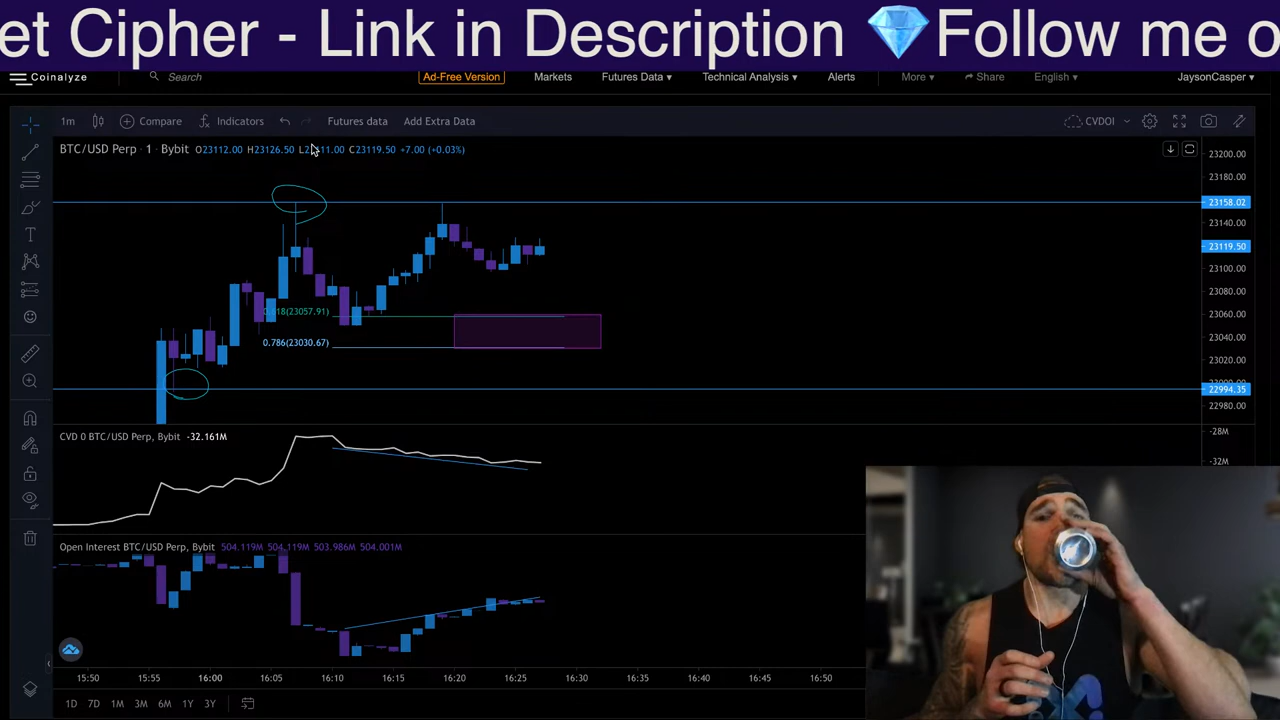 et Cipher - Link in Description 💎Follow me o
Coinalyze Search Ad-Free Version Markets Futures Data ▾ Technical Analysis ▾ Alerts More ▾ Share English ▾ JaysonCasper ▾
1m Compare Indicators Futures data Add Extra Data CVDOI
BTC/USD Perp · 1 · Bybit O23112.00 H23126.50 C23119.50 +7.00 (+0.03%)
23200.00
23180.00
23158.02
23140.00
23119.50
23100.00
23080.00
0.618(23057.91)
23060.00
0.786(23030.67)
23040.00
23020.00
22994.35
22980.00
CVD 0 BTC/USD Perp, Bybit -32.161M
-28M
-32M
Open Interest BTC/USD Perp, Bybit 504.119M 504.119M 503.986M 504.001M
15:50 15:55 16:00 16:05 16:10 16:15 16:20 16:25 16:30 16:35 16:40 16:45 16:50
1D 7D 1M 3M 6M 1Y 3Y